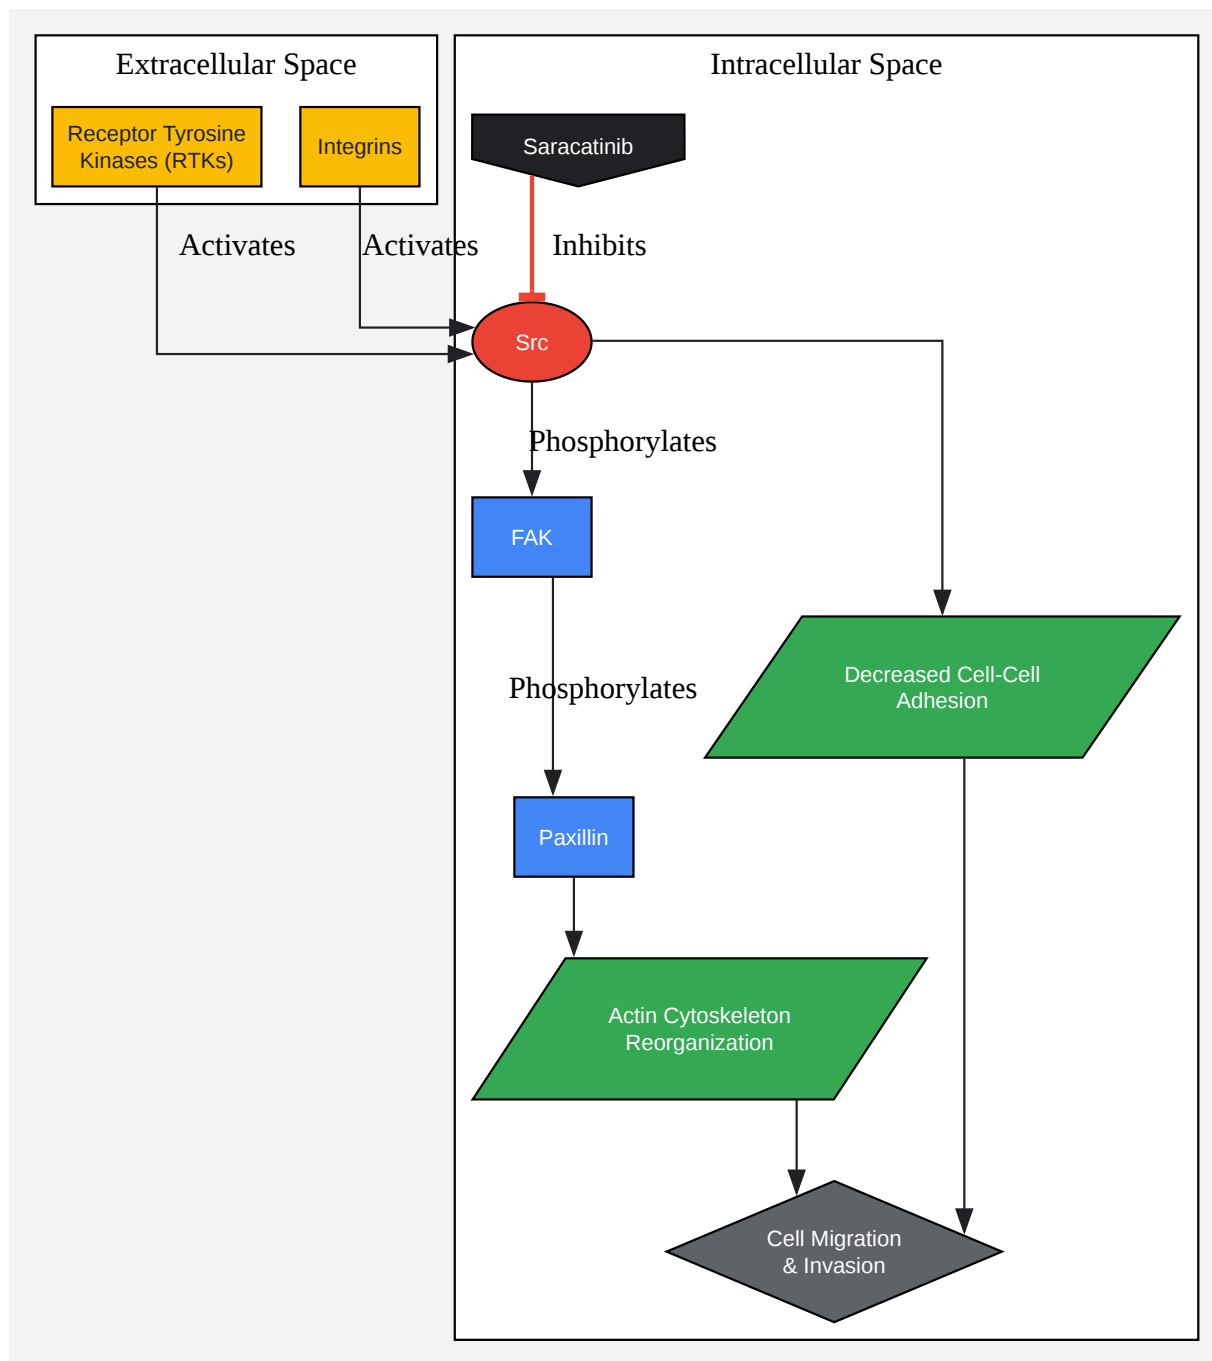 Extracellular Space
Intracellular Space
Receptor Tyrosine
Kinases (RTKs)
Integrins
Saracatinib
Activates
Activates
Inhibits
Src
Phosphorylates
FAK
Decreased Cell-Cell
Adhesion
Phosphorylates
Paxillin
Actin Cytoskeleton
Reorganization
Cell Migration
& Invasion